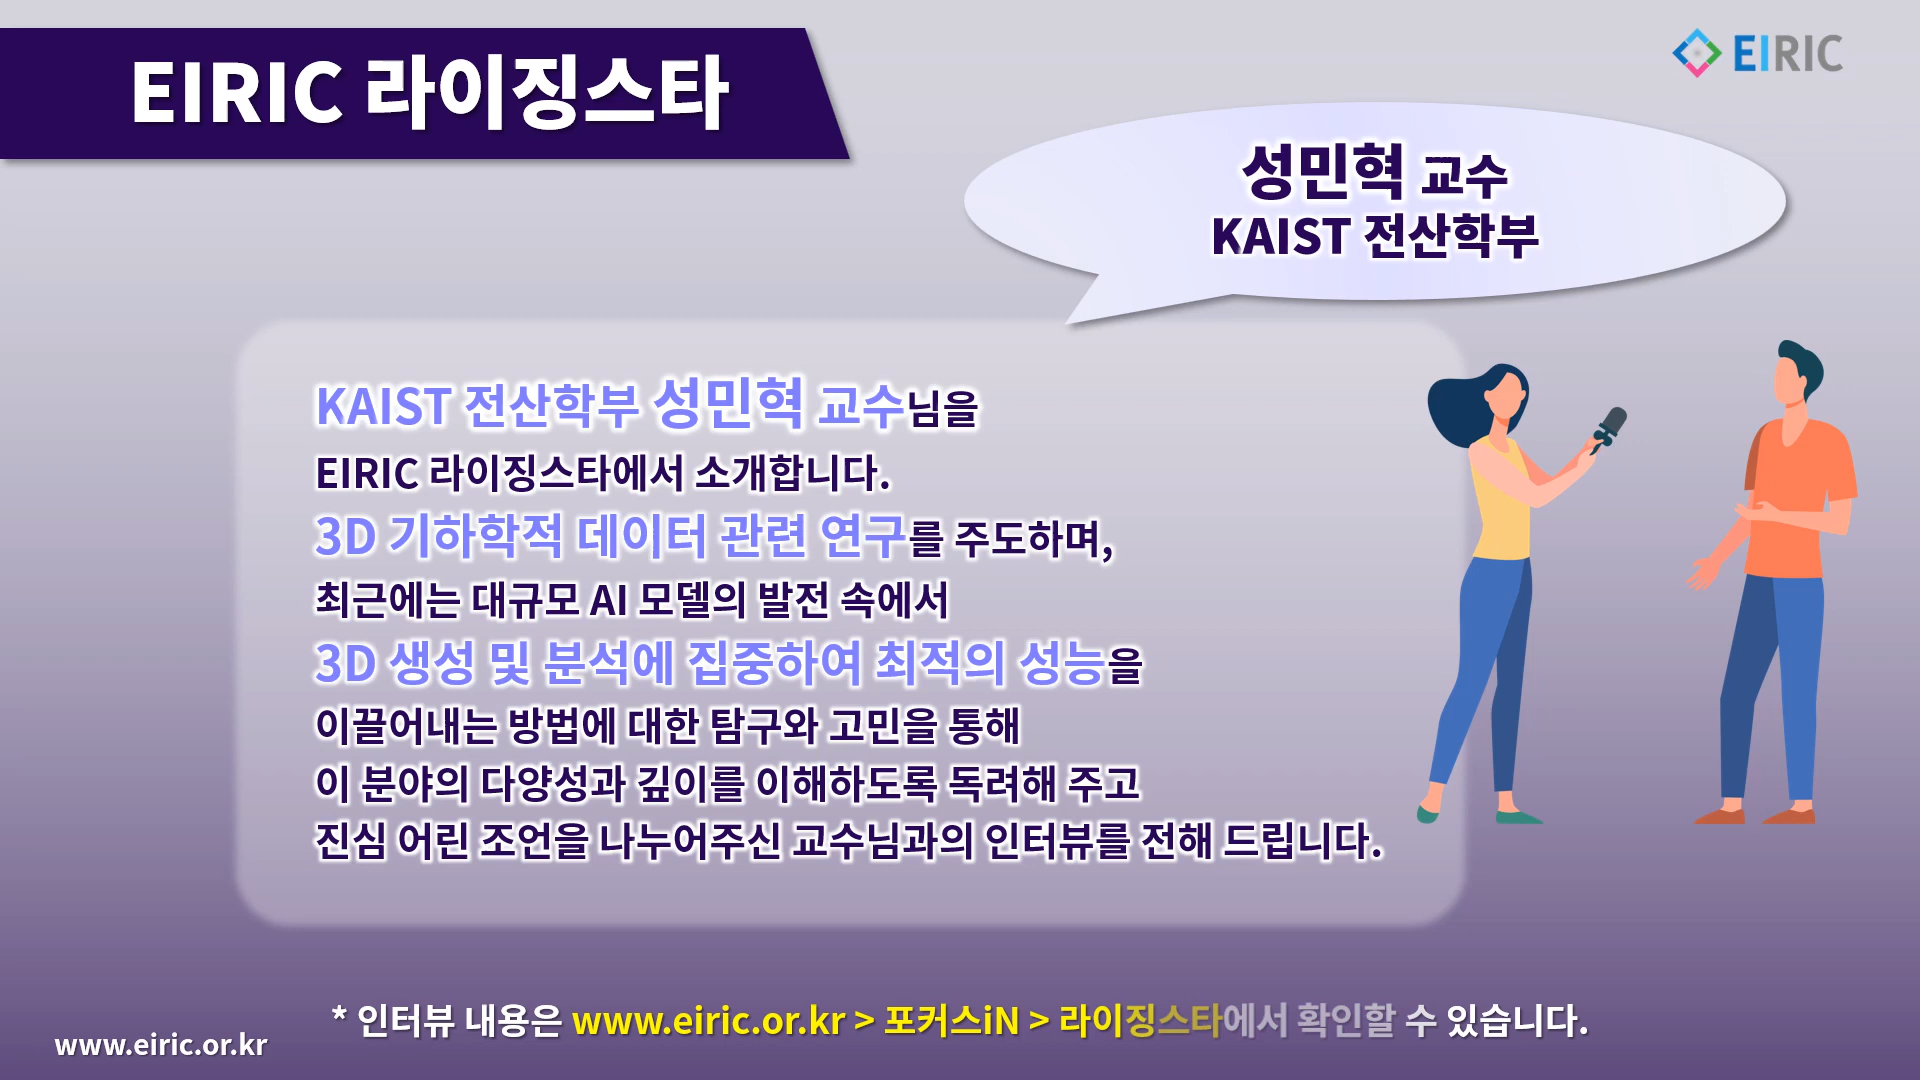 EIRIC 라이징스타
EIRIC
성민혁 교수
KAIST 전산학부
KAIST 전산학부 성민혁 교수님을
EIRIC 라이징스타에서 소개합니다.
3D 기하학적 데이터 관련 연구를 주도하며,
최근에는 대규모 AI 모델의 발전 속에서
3D 생성 및 분석에 집중하여 최적의 성능을
이끌어내는 방법에 대한 탐구와 고민을 통해
이 분야의 다양성과 깊이를 이해하도록 독려해 주고
진심 어린 조언을 나누어주신 교수님과의 인터뷰를 전해 드립니다.
* 인터뷰 내용은 www.eiric.or.kr > 포커스iN > 라이징스타에서 확인할 수 있습니다.
www.eiric.or.kr